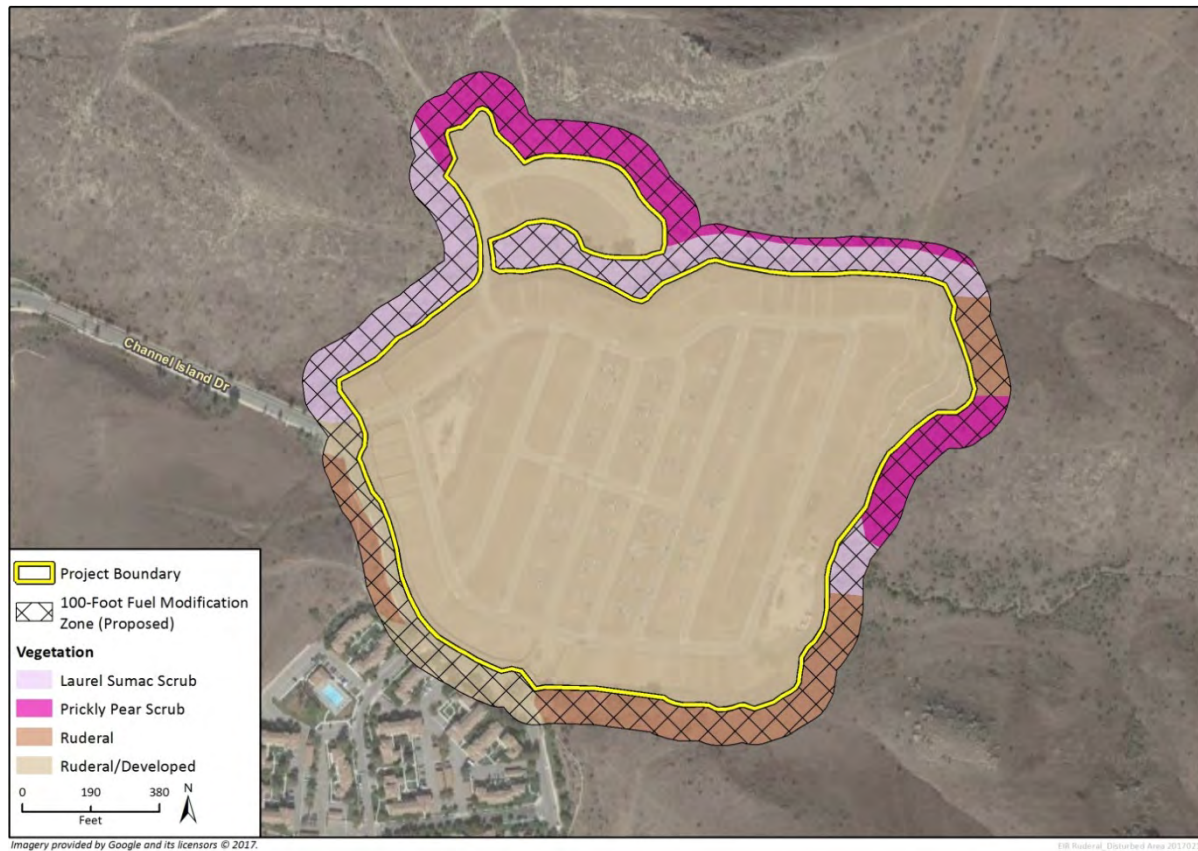 Channel Island Dr
Project Boundary
100-Foot Fuel Modification
Zone (Proposed)
Vegetation
Laurel Sumac Scrub
Prickly Pear Scrub
Ruderal
Ruderal/Developed
0 190 380
N
Feet
Imagery provided by Google and its licensors © 2017.